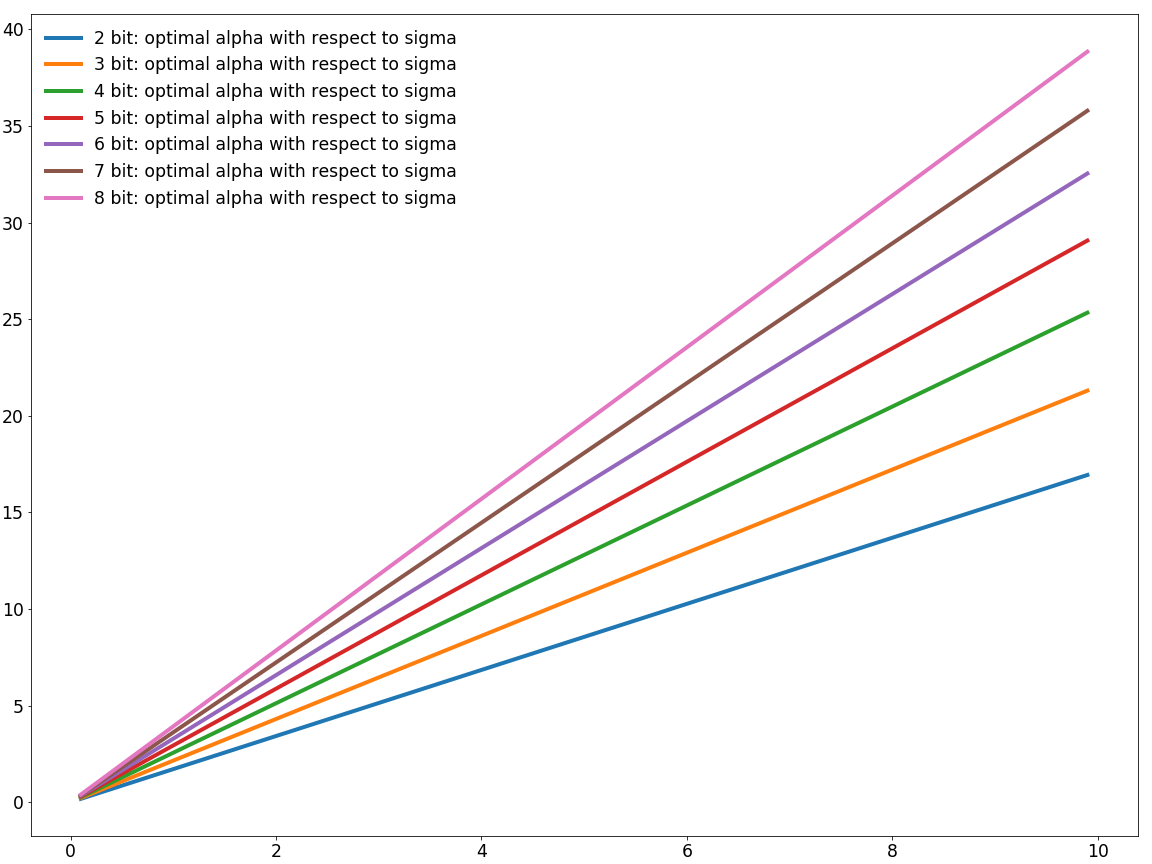 40
35
30
25
20
15
10
5
0
2 bit: optimal alpha with respect to sigma
3 bit: optimal alpha with respect to sigma
4 bit: optimal alpha with respect to sigma
5 bit: optimal alpha with respect to sigma
6 bit: optimal alpha with respect to sigma
7 bit: optimal alpha with respect to sigma
8 bit: optimal alpha with respect to sigma
0 2 4 6 8 10